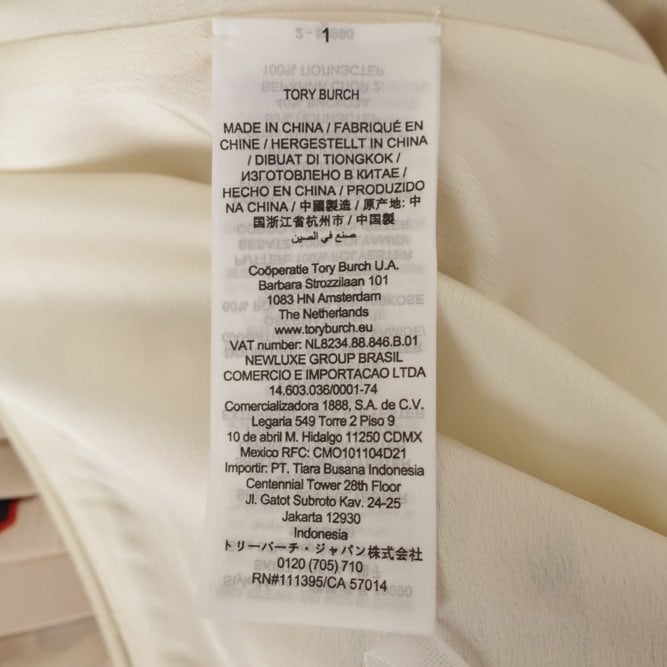 1
TORY BURCH
MADE IN CHINA / FABRIQUÉ EN
CHINE / HERGESTELLT IN CHINA
/ DIBUAT DI TIONGKOK /
ИЗГОТОВЛЕНО В КИТАЕ /
HECHO EN CHINA / PRODUZIDO
NA CHINA / 中國製造 / 原产地: 中
国浙江省杭州市 / 中国製
صنع في الصين
Coöperatie Tory Burch U.A.
Barbara Strozzilaan 101
1083 HN Amsterdam
The Netherlands
www.toryburch.eu
VAT number: NL8234.88.846.B.01
NEWLUXE GROUP BRASIL
COMERCIO E IMPORTACAO LTDA
14.603.036/0001-74
Comercializadora 1888, S.A. de C.V.
Legaria 549 Torre 2 Piso 9
10 de abril M. Hidalgo 11250 CDMX
Mexico RFC: CMO101104D21
Importir: PT. Tiara Busana Indonesia
Centennial Tower 28th Floor
Jl. Gatot Subroto Kav. 24-25
Jakarta 12930
Indonesia
トリーバーチ・ジャパン株式会社
0120 (705) 710
RN#111395/CA 57014